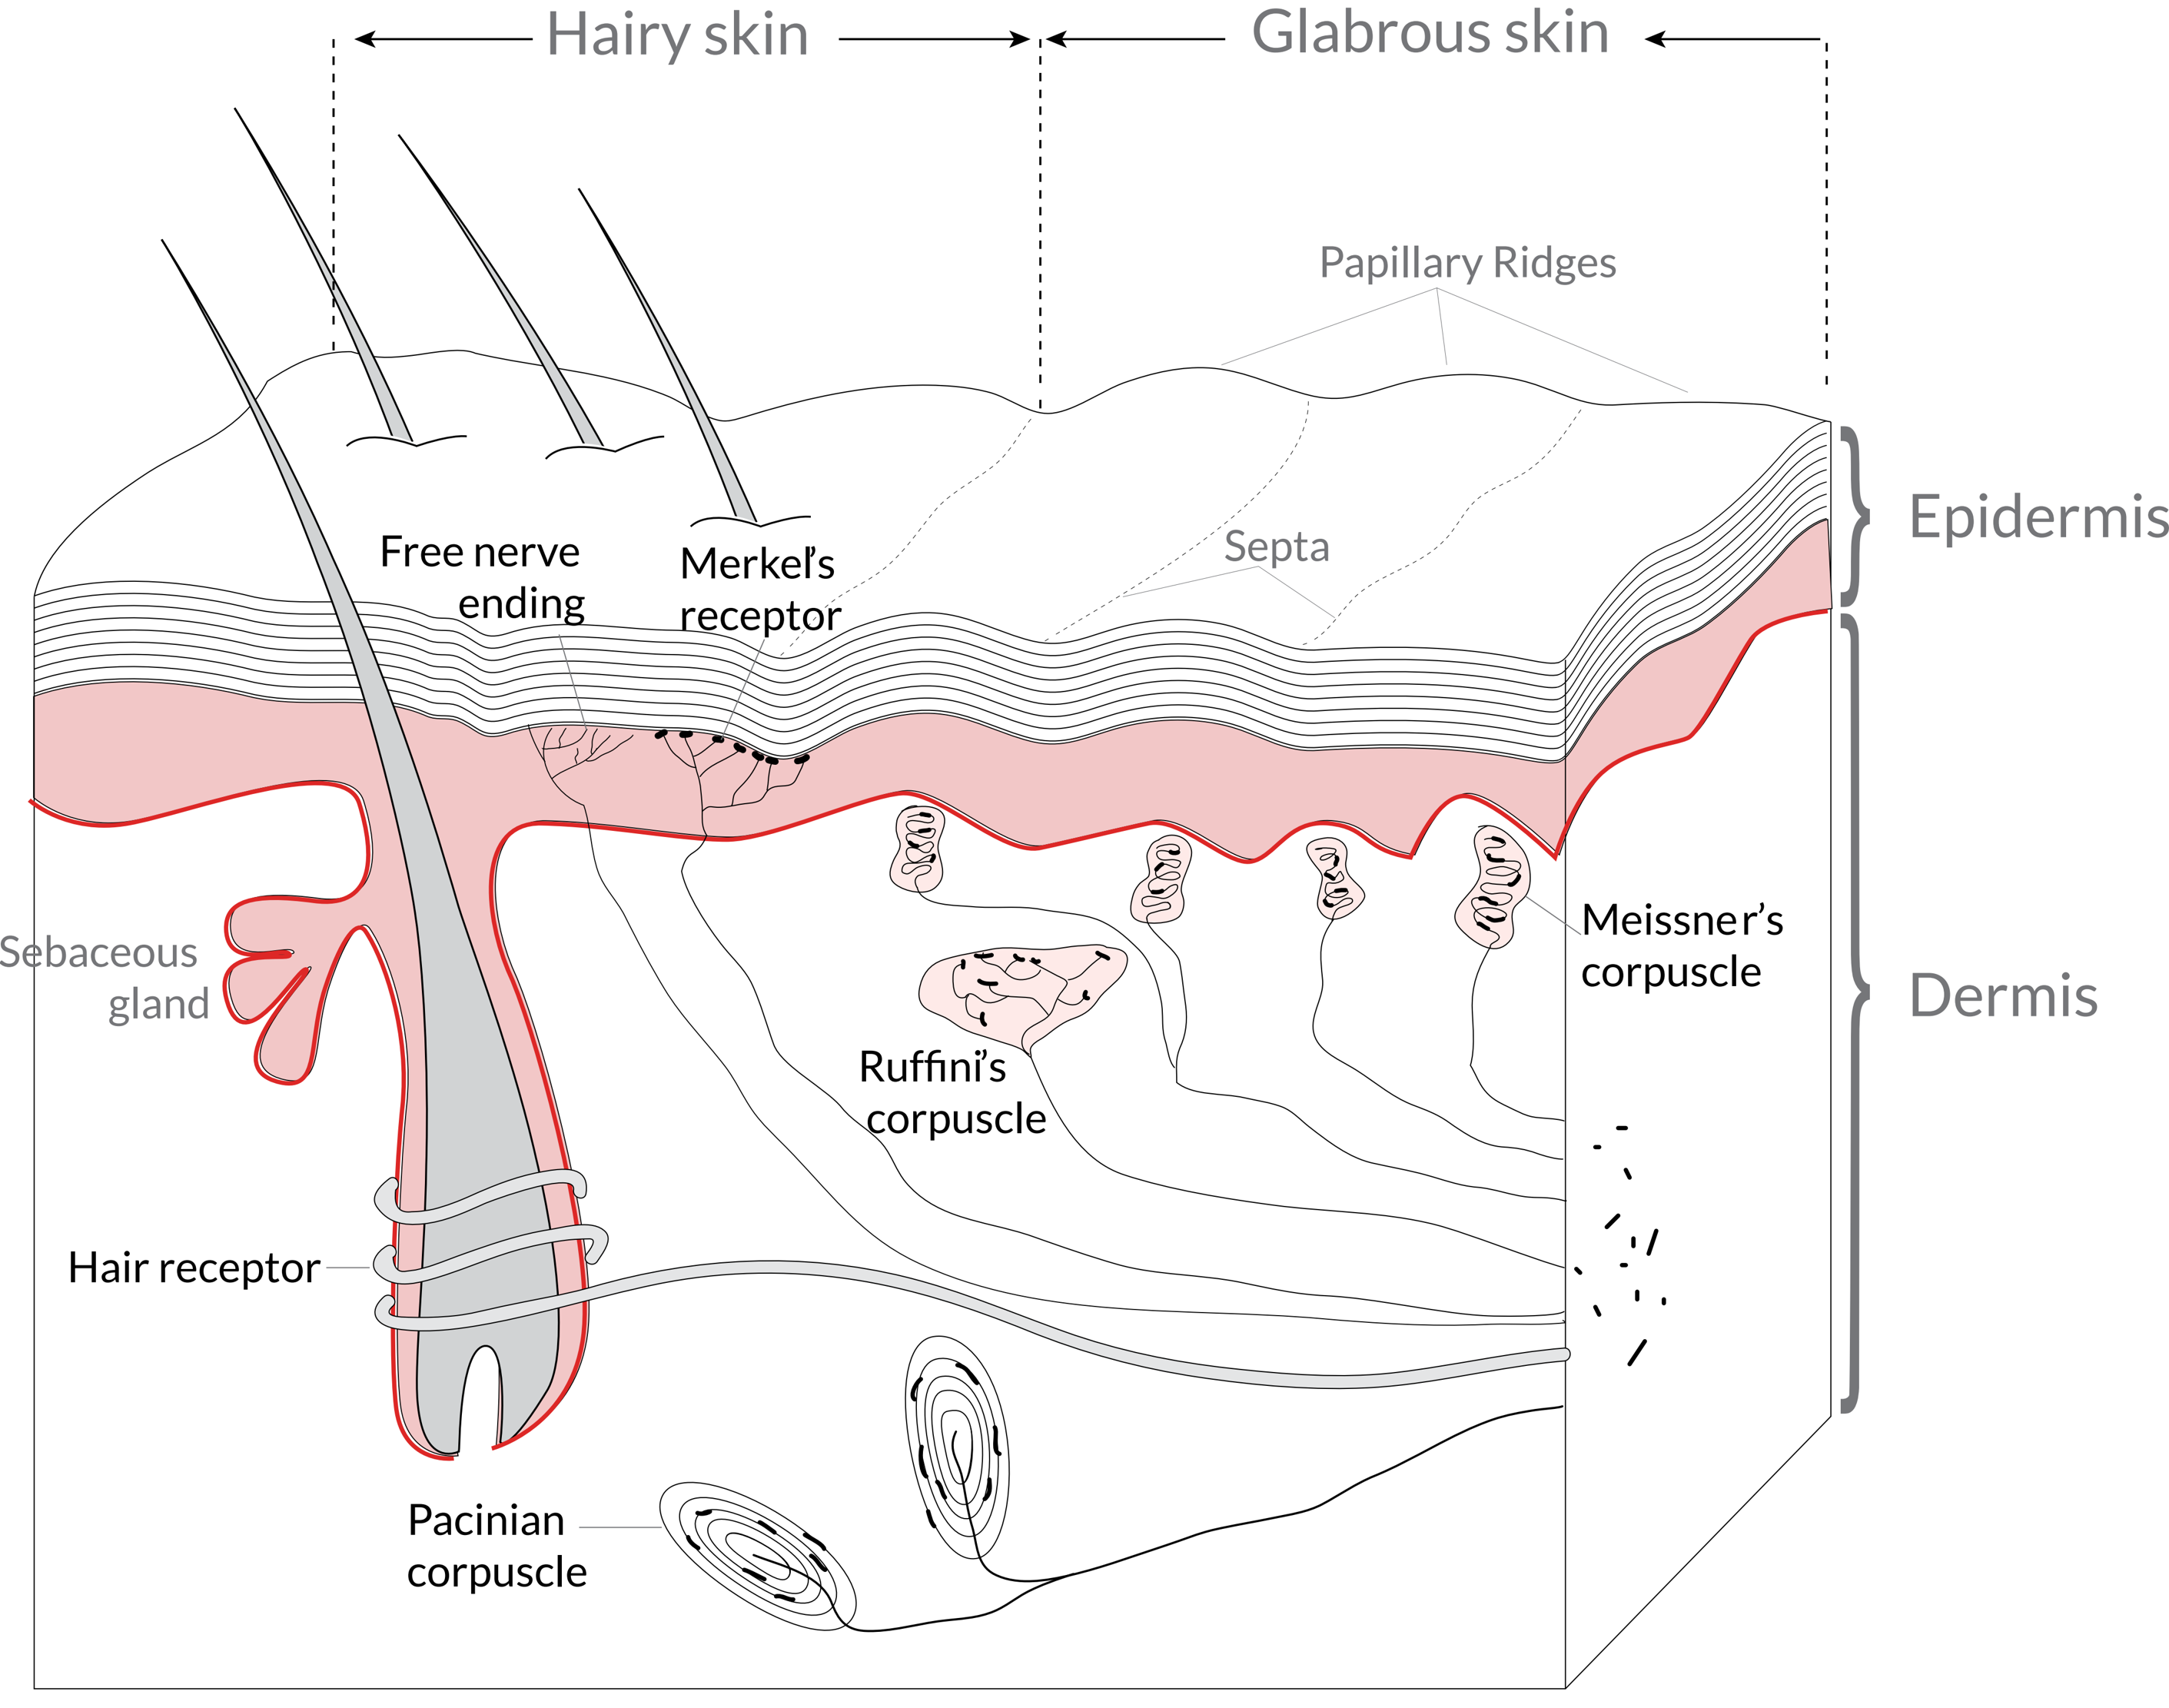 Hairy skin
Glabrous skin
Papillary Ridges
Free nerve
ending
Merkel's
receptor
Septa
Epidermis
Sebaceous
gland
Meissner's
corpuscle
Dermis
Ruffini's
corpuscle
Hair receptor
Pacinian
corpuscle